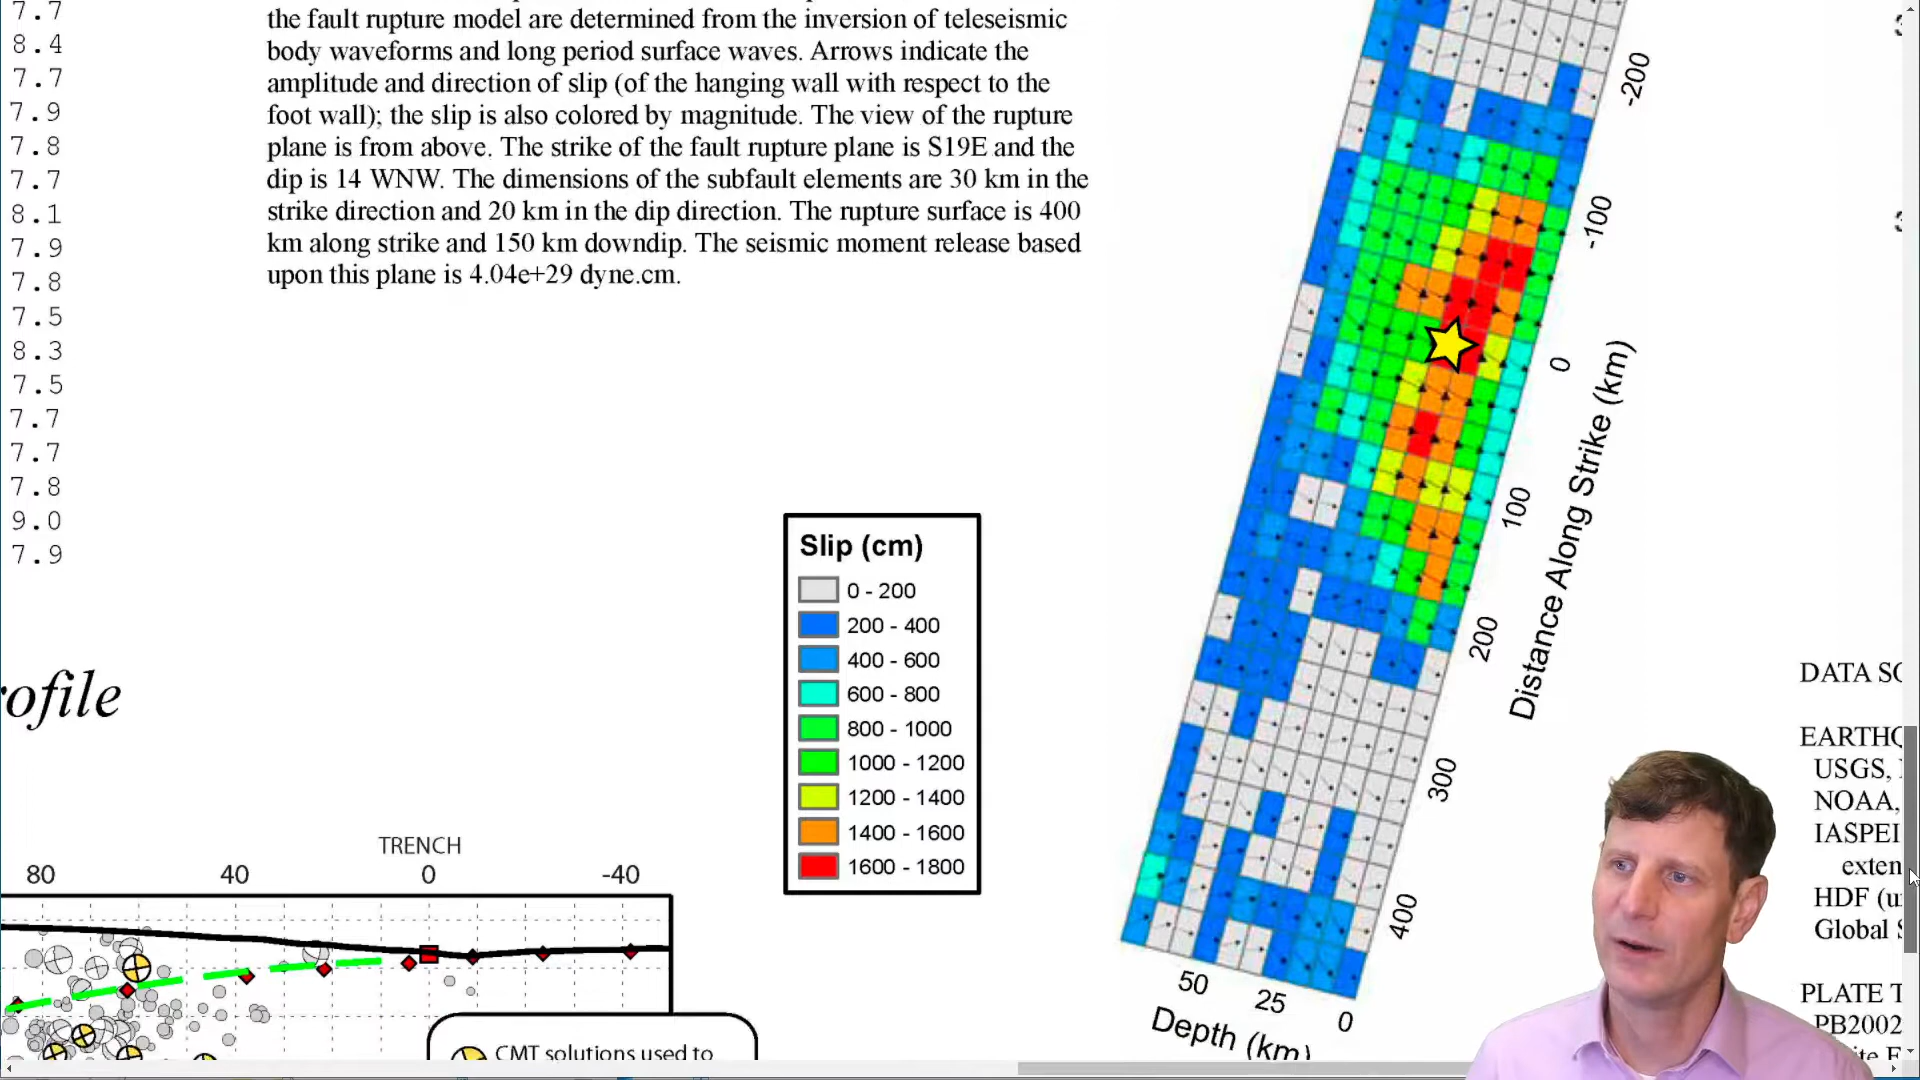 7.7
8.4
7.7
7.9
7.8
7.7
8.1
7.9
7.8
7.5
8.3
7.5
7.7
7.7
7.8
9.0
7.9
the fault rupture model are determined from the inversion of teleseismic
body waveforms and long period surface waves. Arrows indicate the
amplitude and direction of slip (of the hanging wall with respect to the
foot wall); the slip is also colored by magnitude. The view of the rupture
plane is from above. The strike of the fault rupture plane is S19E and the
dip is 14 WNW. The dimensions of the subfault elements are 30 km in the
strike direction and 20 km in the dip direction. The rupture surface is 400
km along strike and 150 km downdip. The seismic moment release based
upon this plane is 4.04e+29 dyne.cm.
Slip (cm)
0 - 200
200 - 400
400 - 600
600 - 800
800 - 1000
1000 - 1200
1200 - 1400
1400 - 1600
1600 - 1800
-200
-100
0
100
200
300
400
Distance Along Strike (km)
50
25
0
Depth (km)
ofile
TRENCH
80
40
0
-40
CMT solutions used to
DATA SO
EARTHQ
USGS,
NOAA,
IASPEI
exten
HDF (u
Global S
PLATE T
PB2002